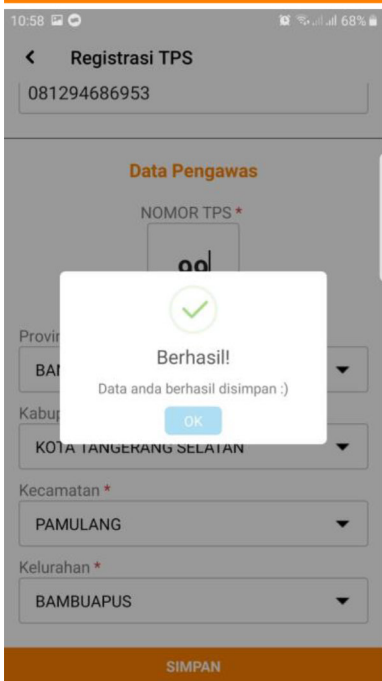 10:58 68%
Registrasi TPS
081294686953
Data Pengawas
NOMOR TPS *
Berhasil!
Data anda berhasil disimpan :)
OK
KOTA TANGERANG SELATAN
Kecamatan *
PAMULANG
Kelurahan *
BAMBUAPUS
SIMPAN